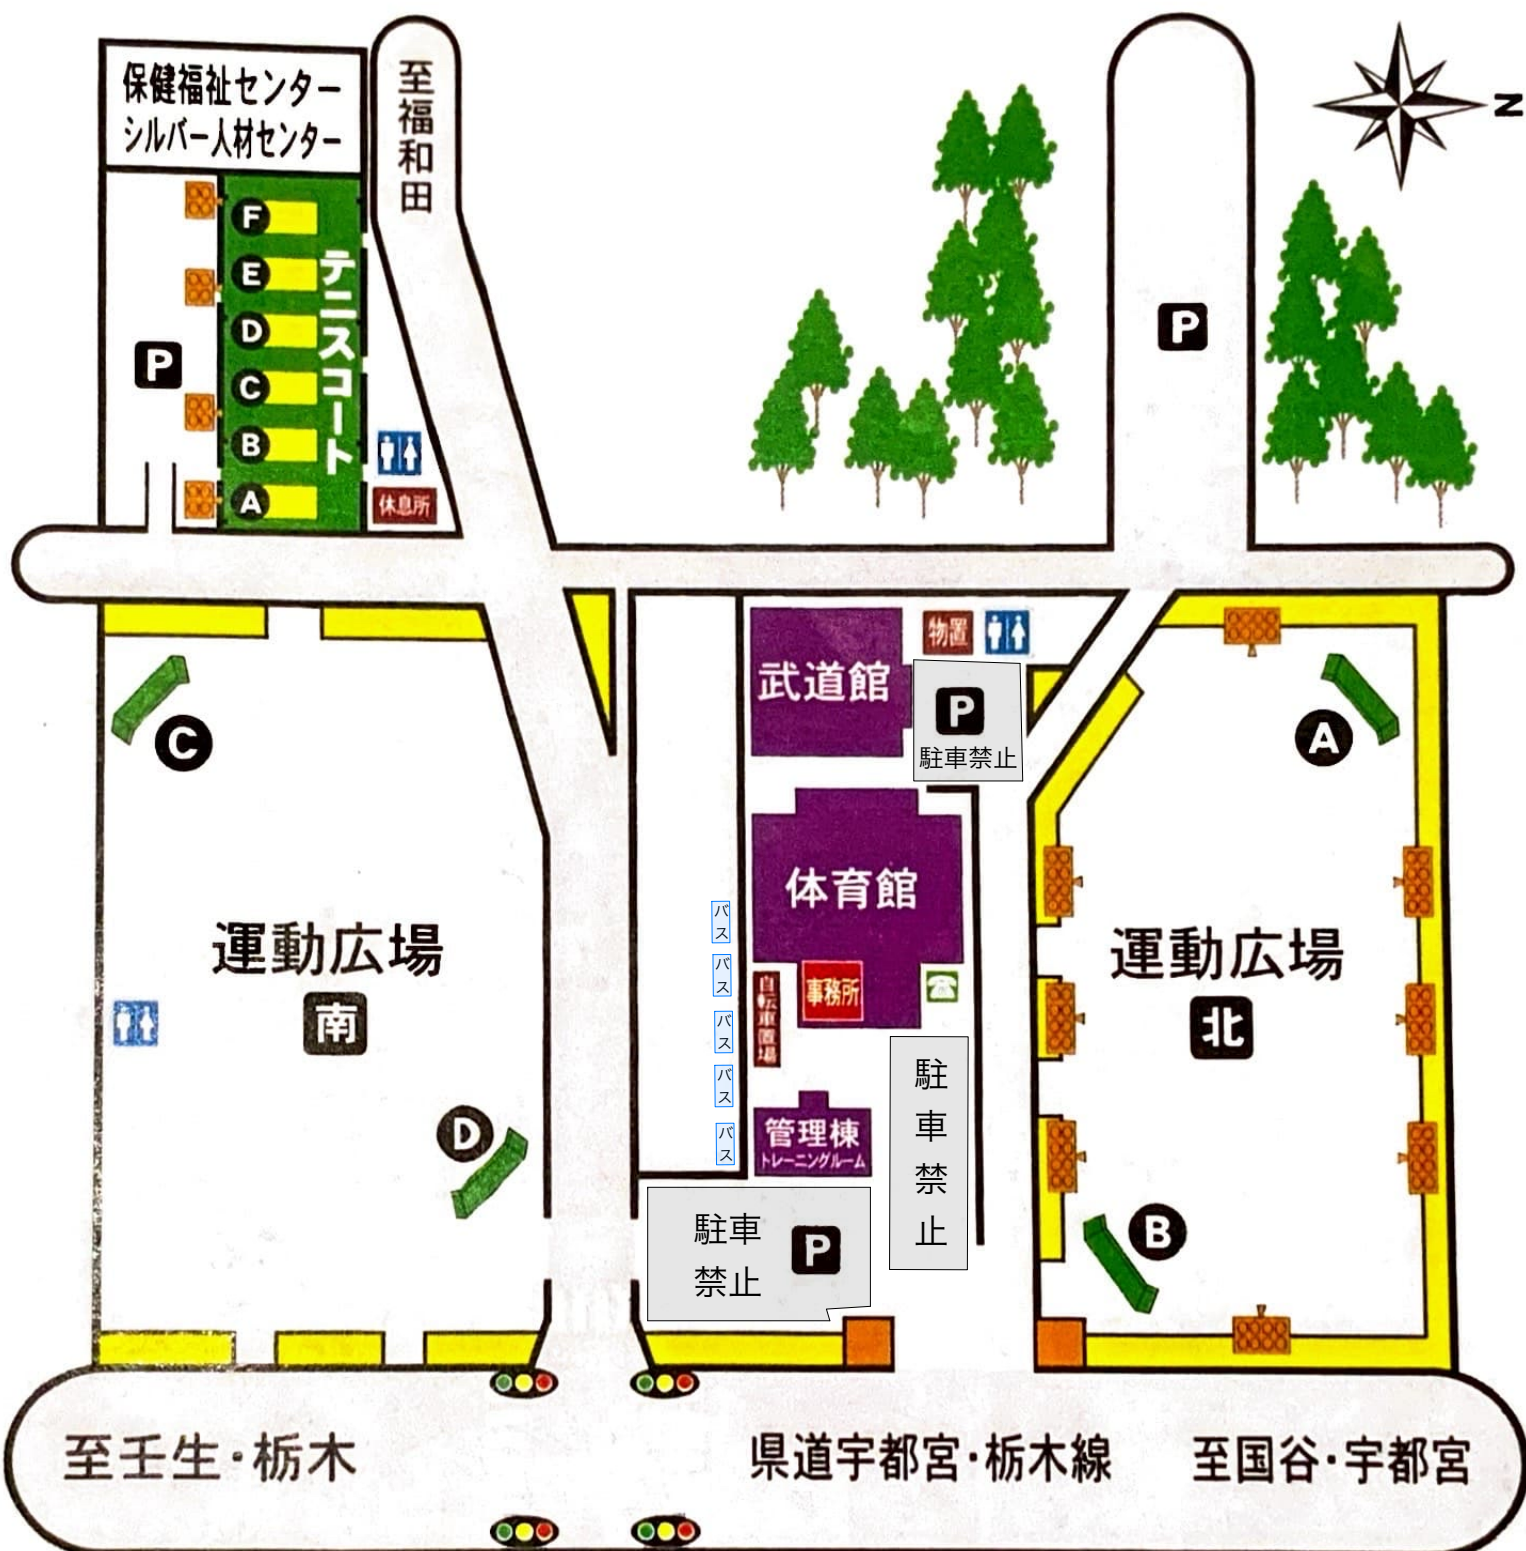 保健福祉センター
シルバー人材センター
至福和田
N
F
E
D
C
B
A
テニスコート
P
P
休息所
武道館
物置
P
駐車禁止
C
A
体育館
バス
バス
バス
バス
バス
運動広場
南
運動広場
北
自転車置場
事務所
駐車禁止
D
管理棟
トレーニングルーム
駐車
禁止
P
B
至壬生・栃木
県道宇都宮・栃木線
至国谷・宇都宮